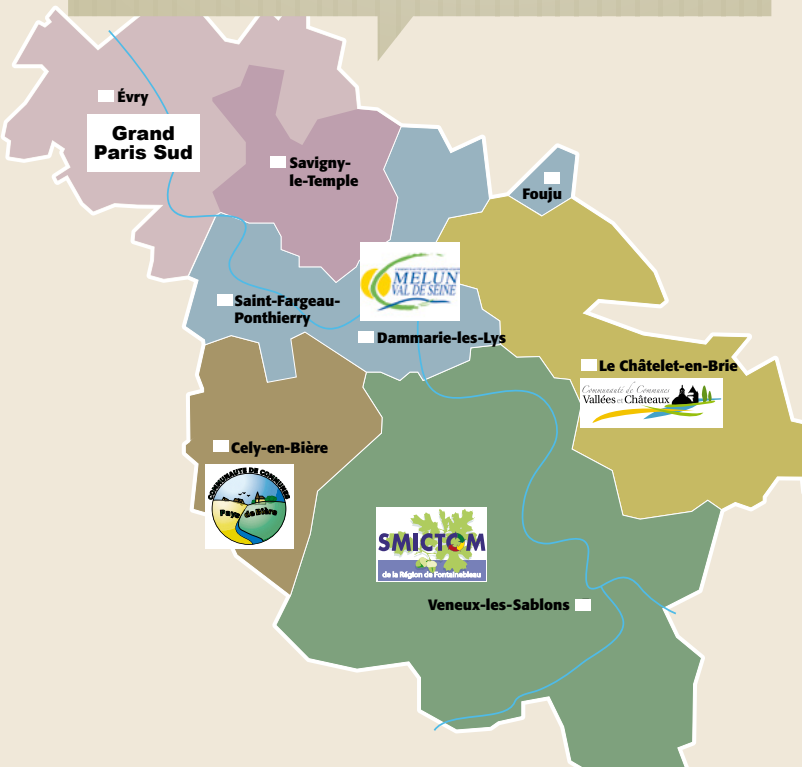 Évry
Grand
Paris Sud
Savigny-
le-Temple
Fouju
MELUN
VAL DE SEINE
Saint-Fargeau-
Ponthierry
Dammarie-les-Lys
Le Châtelet-en-Brie
Communauté de Communes
Vallées et Châteaux
Cely-en-Bière
COMMUNAUTE DE COMMUNES
Pays de Bière
SMICTOM
de la Région de Fontainebleau
Veneux-les-Sablons